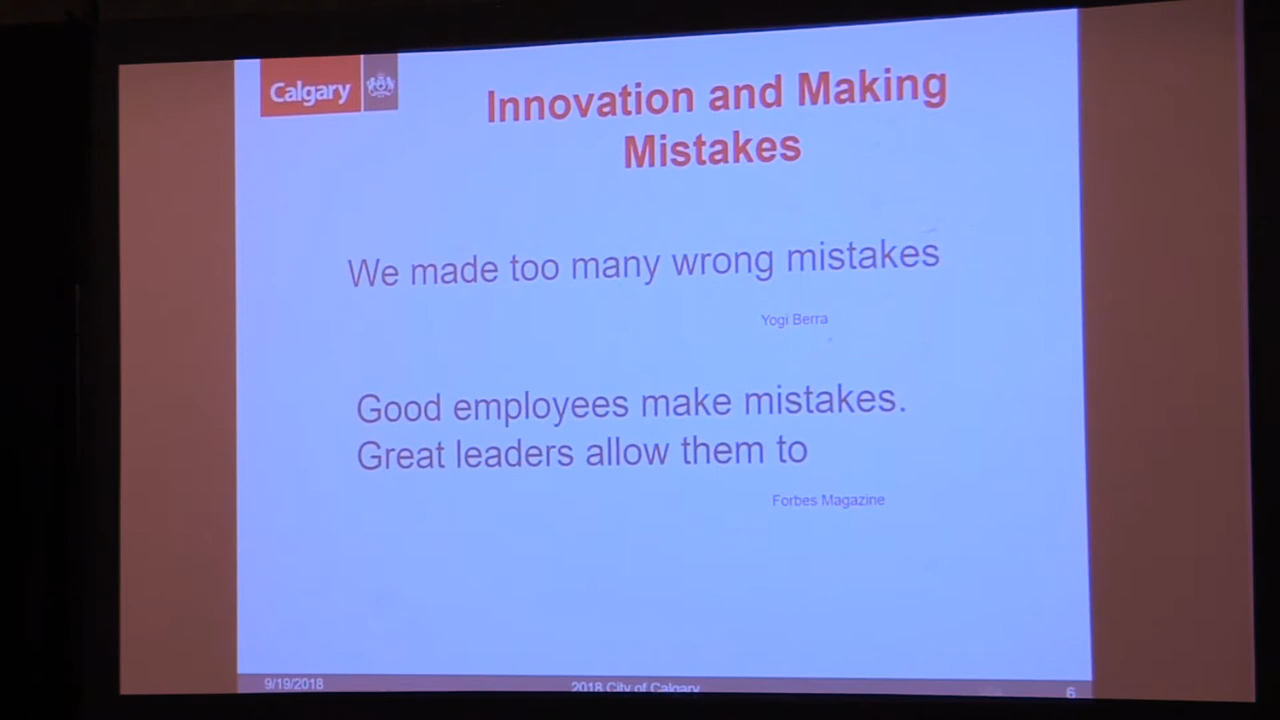 Calgary
Innovation and Making
Mistakes
We made too many wrong mistakes
Yogi Berra
Good employees make mistakes.
Great leaders allow them to
Forbes Magazine
9/19/2018
2018 City of Calgary
6